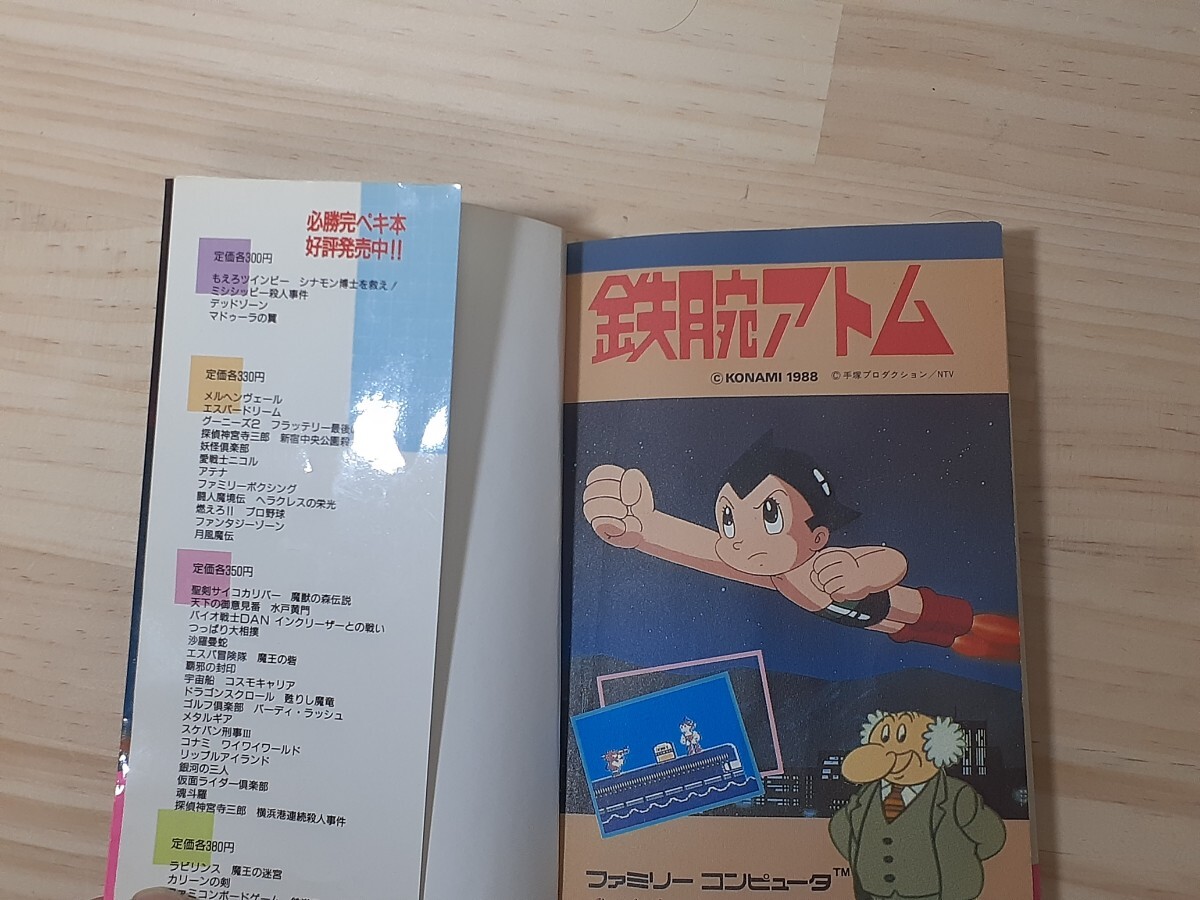 必勝完ペキ本
好評発売中!!
定価各300円
もえろツインビー シナモン博士を救え!
ミシシッピー殺人事件
デッドゾーン
マドゥーラの翼
定価各330円
メルヘンヴェール
エスパードリーム
グーニーズ2 フラッテリー最後の
探偵神宮寺三郎 新宿中央公園殺
妖怪倶楽部
愛戦士ニコル
アテナ
ファミリーボクシング
闘人魔境伝 ヘラクレスの栄光
燃えろII プロ野球
ファンタジーゾーン
月風魔伝
定価各350円
聖剣サイコカリバー 魔獣の森伝説
天下の御意見番 水戸黄門
バイオ戦士DAN インクリーザーとの戦い
つっぱり大相撲
沙羅曼蛇
エスパ冒険隊 魔王の砦
覇邪の封印
宇宙船 コスモキャリア
ドラゴンスクロール 甦りし魔竜
ゴルフ倶楽部 バーディ・ラッシュ
メタルギア
スケバン刑事III
コナミ ワイワイワールド
リップルアイランド
銀河の三人
仮面ライダー倶楽部
魂斗羅
探偵神宮寺三郎 横浜港連続殺人事件
定価各380円
ラビリンス 魔王の迷宮
カリーンの剣
ファミコンボードゲーム
鉄腕アトム
©KONAMI 1988 ©手塚プロダクション/NTV
ファミリーコンピュータ™